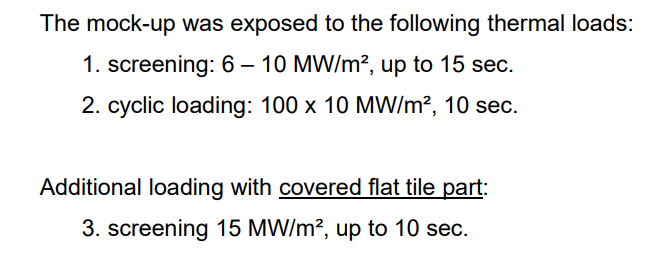 The mock-up was exposed to the following thermal loads:
1. screening: 6 – 10 MW/m², up to 15 sec.
2. cyclic loading: 100 x 10 MW/m², 10 sec.
Additional loading with covered flat tile part:
3. screening 15 MW/m², up to 10 sec.